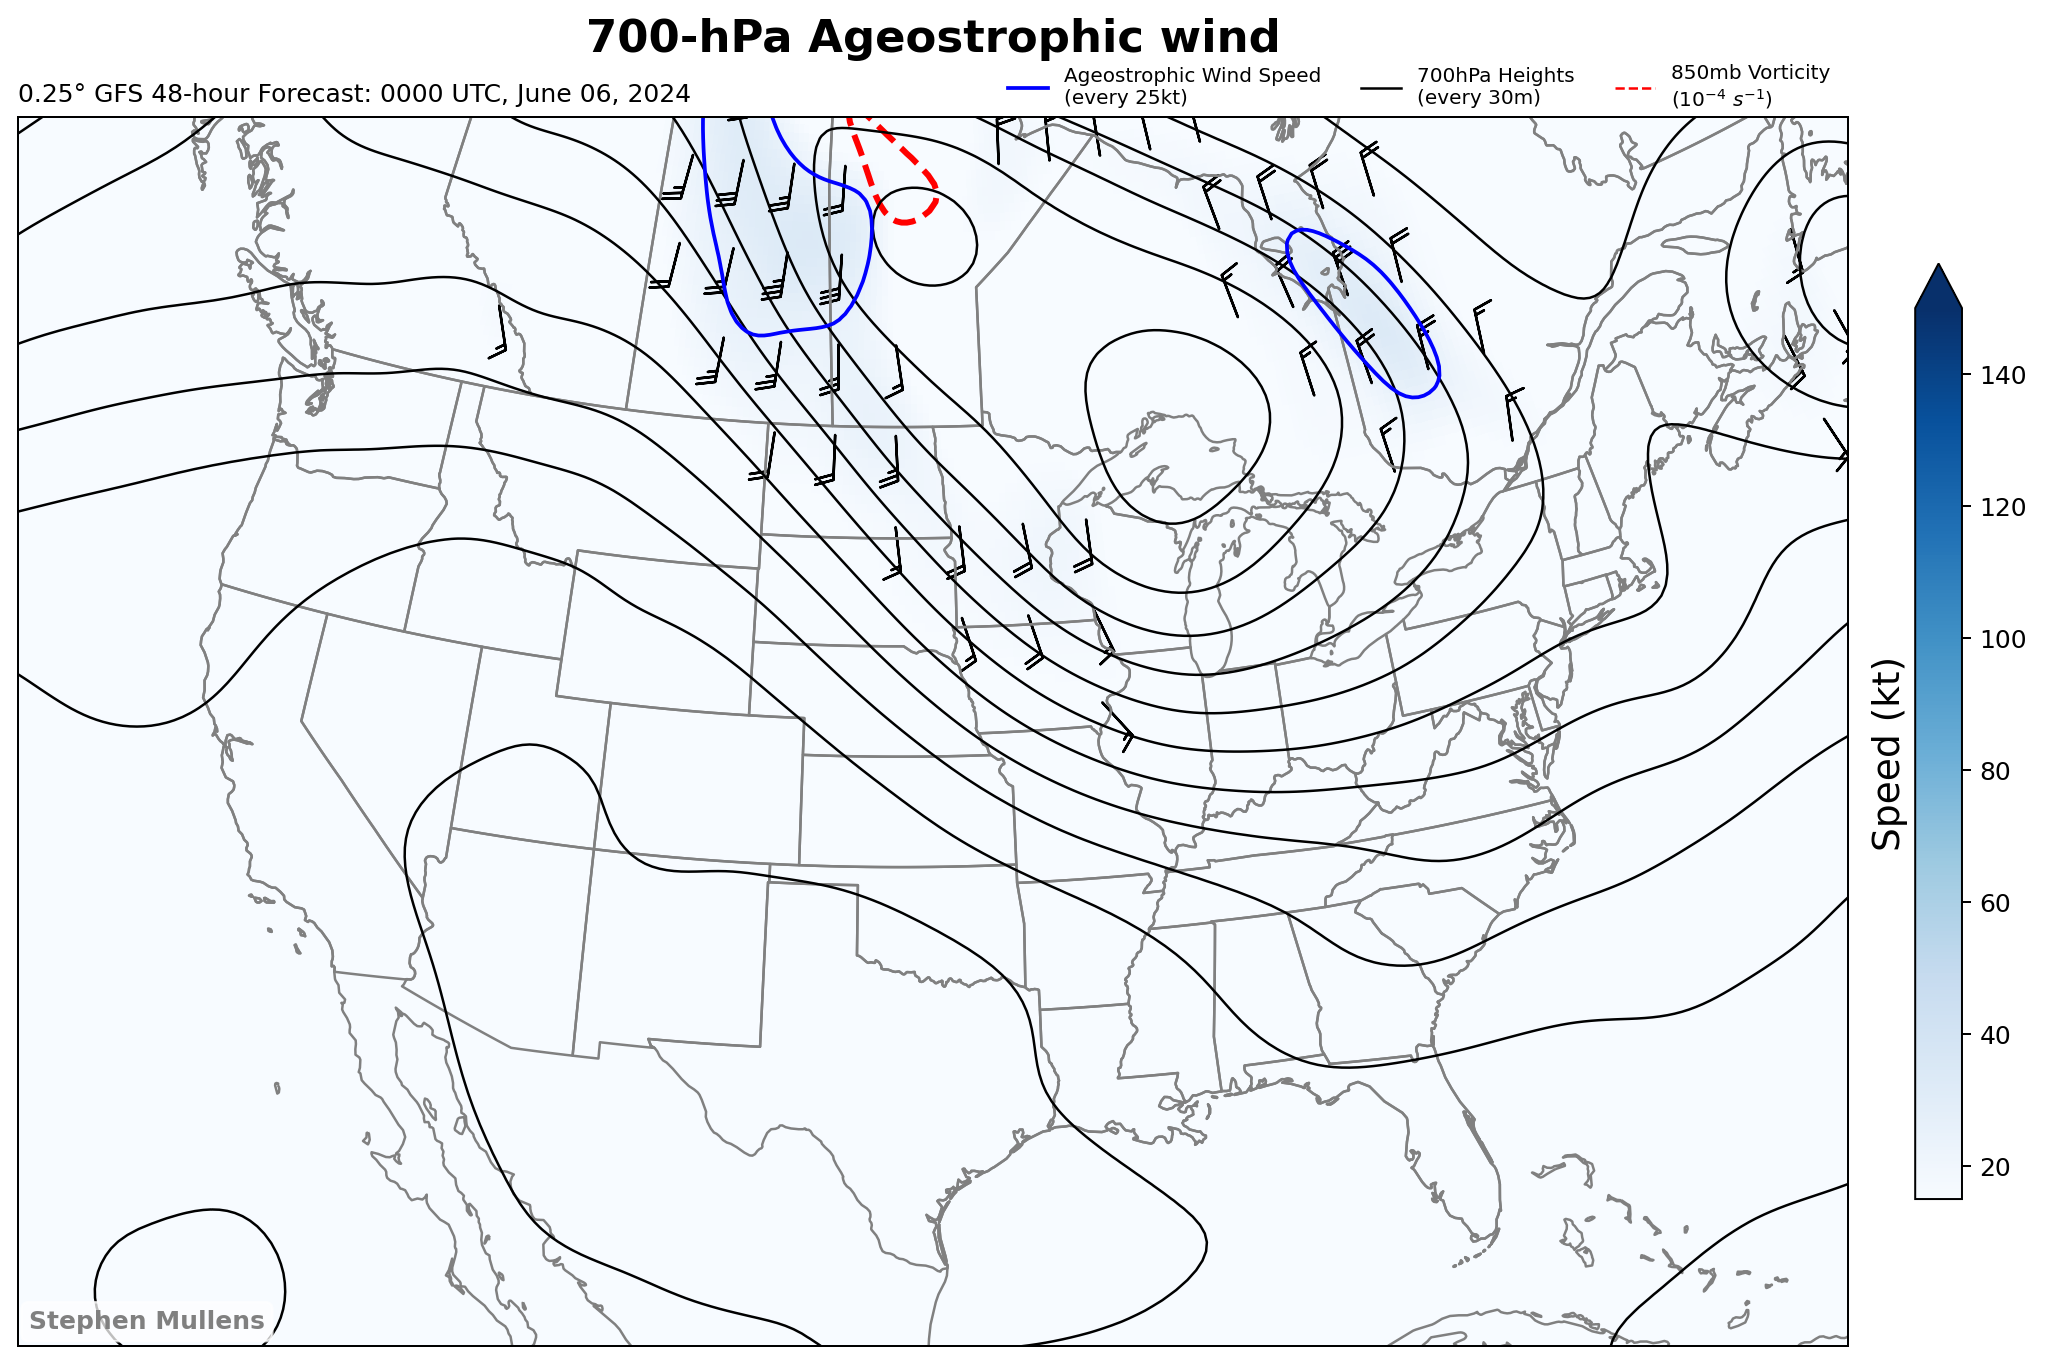 700-hPa Ageostrophic wind
0.25° GFS 48-hour Forecast: 0000 UTC, June 06, 2024
Ageostrophic Wind Speed
(every 25kt)
700hPa Heights
(every 30m)
850mb Vorticity
(10⁻⁴ s⁻¹)
140
120
100
80
60
40
20
Speed (kt)
Stephen Mullens